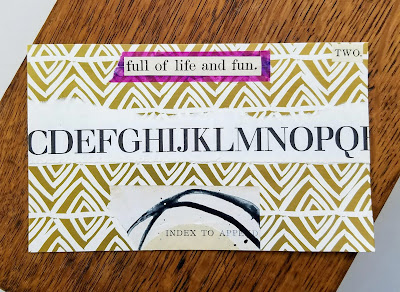 TWO.
full of life and fun.
CDEFGHIJKLMNOPQ
INDEX TO APPEND